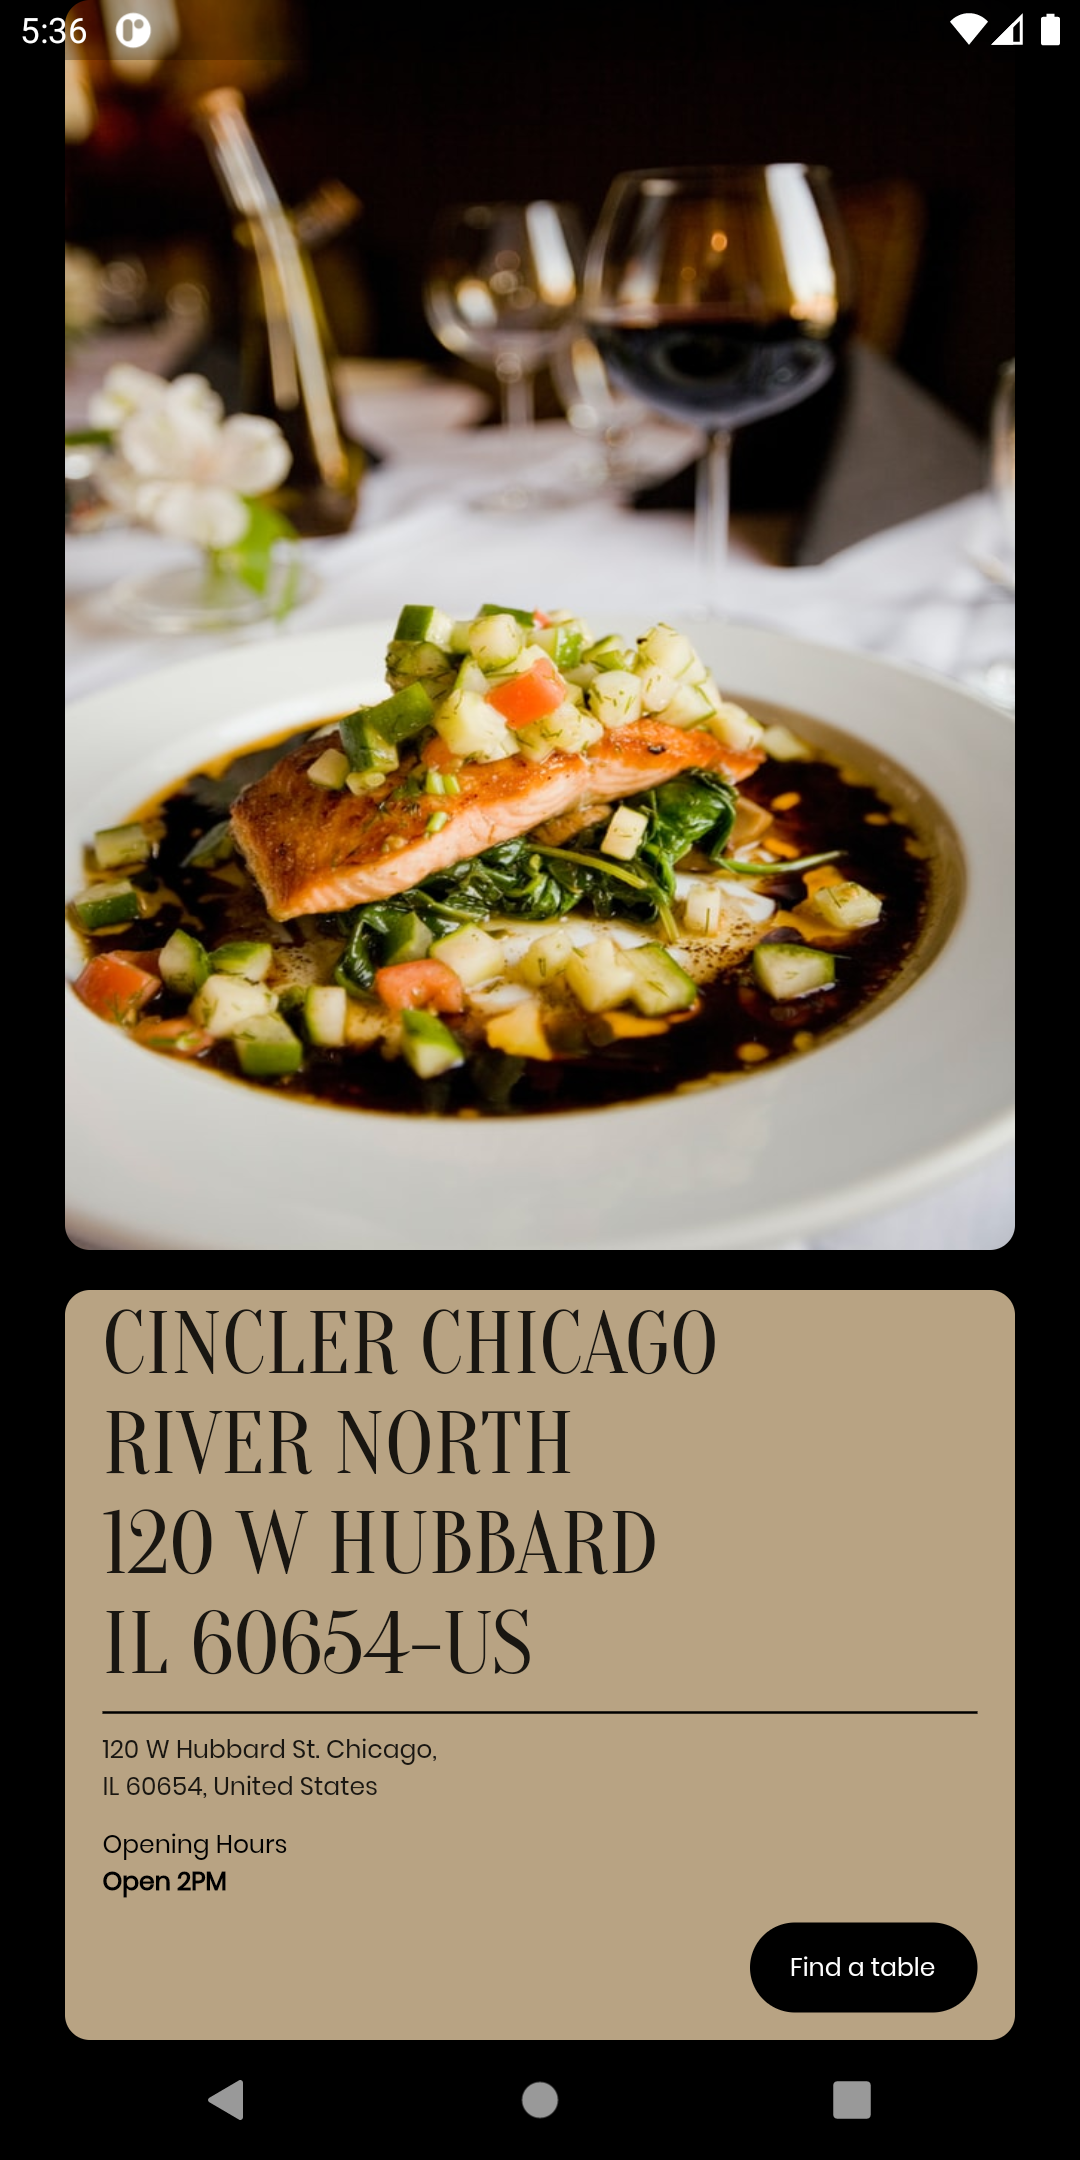 5:36
CINCLER CHICAGO
RIVER NORTH
120 W HUBBARD
IL 60654-US
120 W Hubbard St. Chicago,
IL 60654, United States
Opening Hours
Open 2PM
Find a table